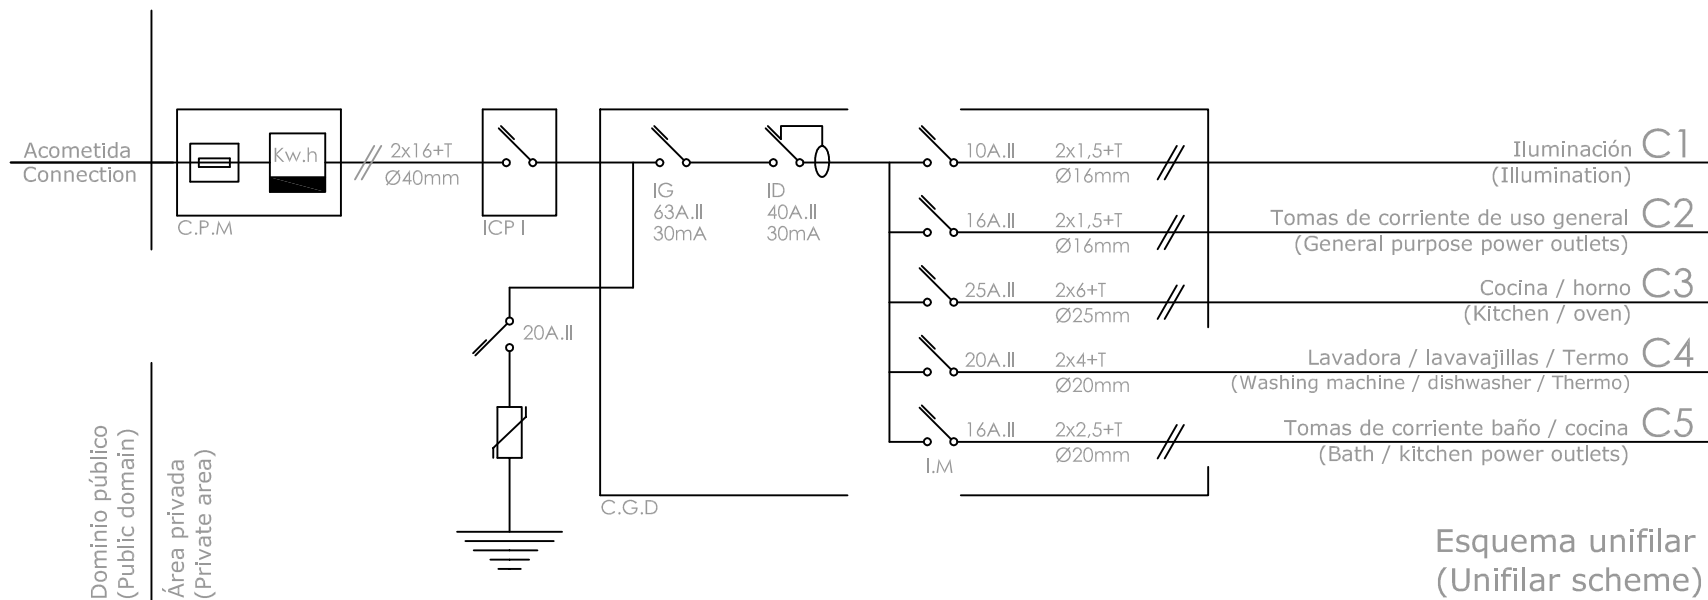 Acometida
Connection
Kw.h
C.P.M
2x16+T
Ø40mm
ICP I
IG
63A.II
30mA
ID
40A.II
30mA
20A.II
C.G.D
10A.II
2x1,5+T
Ø16mm
Iluminación
(Illumination)
C1
16A.II
2x1,5+T
Ø16mm
Tomas de corriente de uso general
(General purpose power outlets)
C2
25A.II
2x6+T
Ø25mm
Cocina / horno
(Kitchen / oven)
C3
20A.II
2x4+T
Ø20mm
Lavadora / lavavajillas / Termo
(Washing machine / dishwasher / Thermo)
C4
16A.II
I.M
2x2,5+T
Ø20mm
Tomas de corriente baño / cocina
(Bath / kitchen power outlets)
C5
Dominio público
(Public domain)
Área privada
(Private area)
Esquema unifilar
(Unifilar scheme)